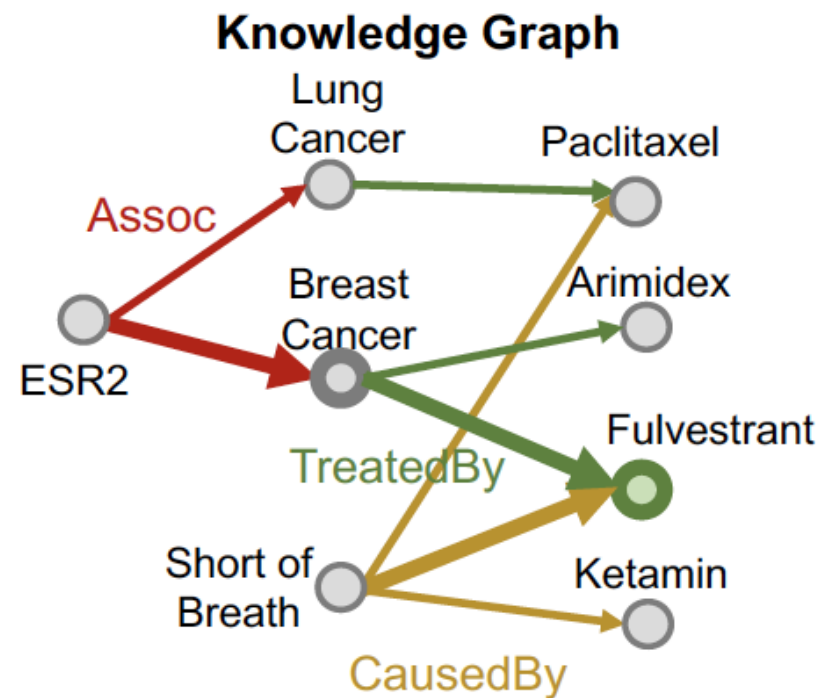 Knowledge Graph
Lung
Cancer
Paclitaxel
Assoc
Breast
Cancer
Arimidex
ESR2
Fulvestrant
TreatedBy
Short of
Breath
Ketamin
CausedBy